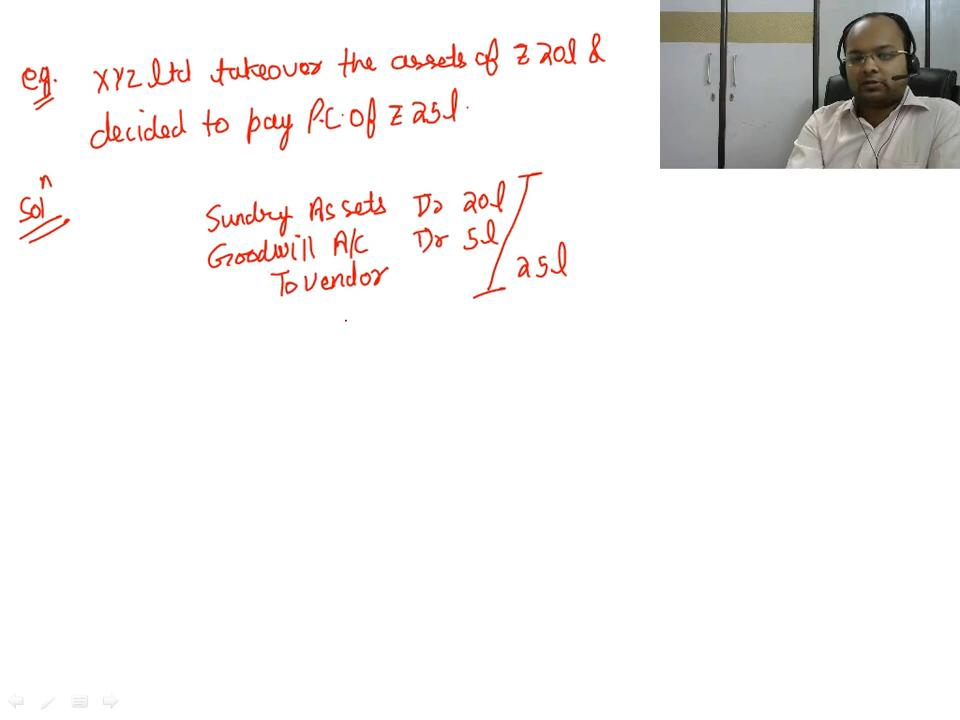 eg. XYZ ltd takeover the assets of Z 20l &
decided to pay P.C. of Z 25l.
Solⁿ
Sundry Assets Dr 20l
Goodwill A/C Dr 5l
To Vendor 25l